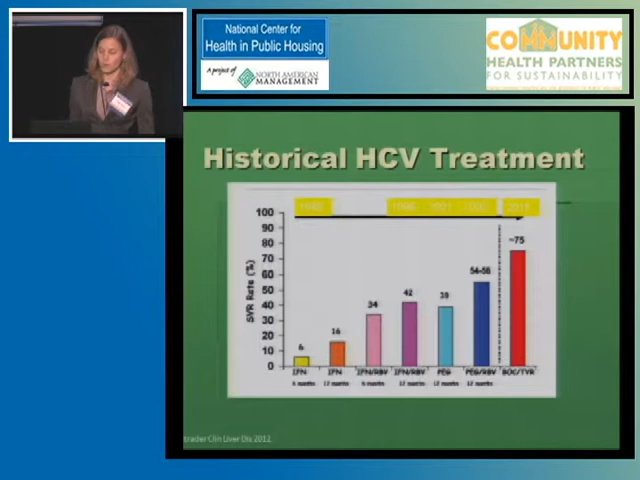 National Center for
Health in Public Housing
A project of NORTH AMERICAN
MANAGEMENT
COMMUNITY
HEALTH PARTNERS
FOR SUSTAINABILITY
Historical HCV Treatment
100
90
80
70
60
50
40
30
20
10
0
SVR Rate (%)
6
16
34
42
39
54-56
~75
IFN IFN IFN/RBV IFN/RBV PEG PEG/RBV BOC/TVR
6 months 12 months 6 months 12 months 12 months 12 months
Clin Liver Dis 2012